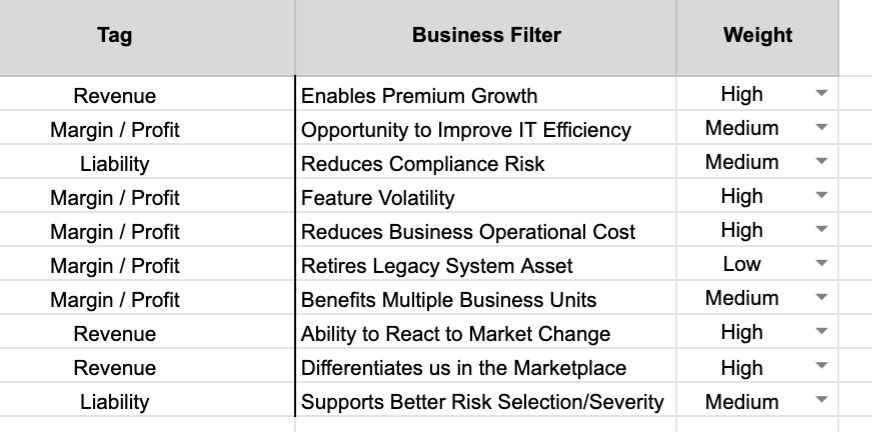 Tag Business Filter Weight
Revenue Enables Premium Growth High
Margin / Profit Opportunity to Improve IT Efficiency Medium
Liability Reduces Compliance Risk Medium
Margin / Profit Feature Volatility High
Margin / Profit Reduces Business Operational Cost High
Margin / Profit Retires Legacy System Asset Low
Margin / Profit Benefits Multiple Business Units Medium
Revenue Ability to React to Market Change High
Revenue Differentiates us in the Marketplace High
Liability Supports Better Risk Selection/Severity Medium